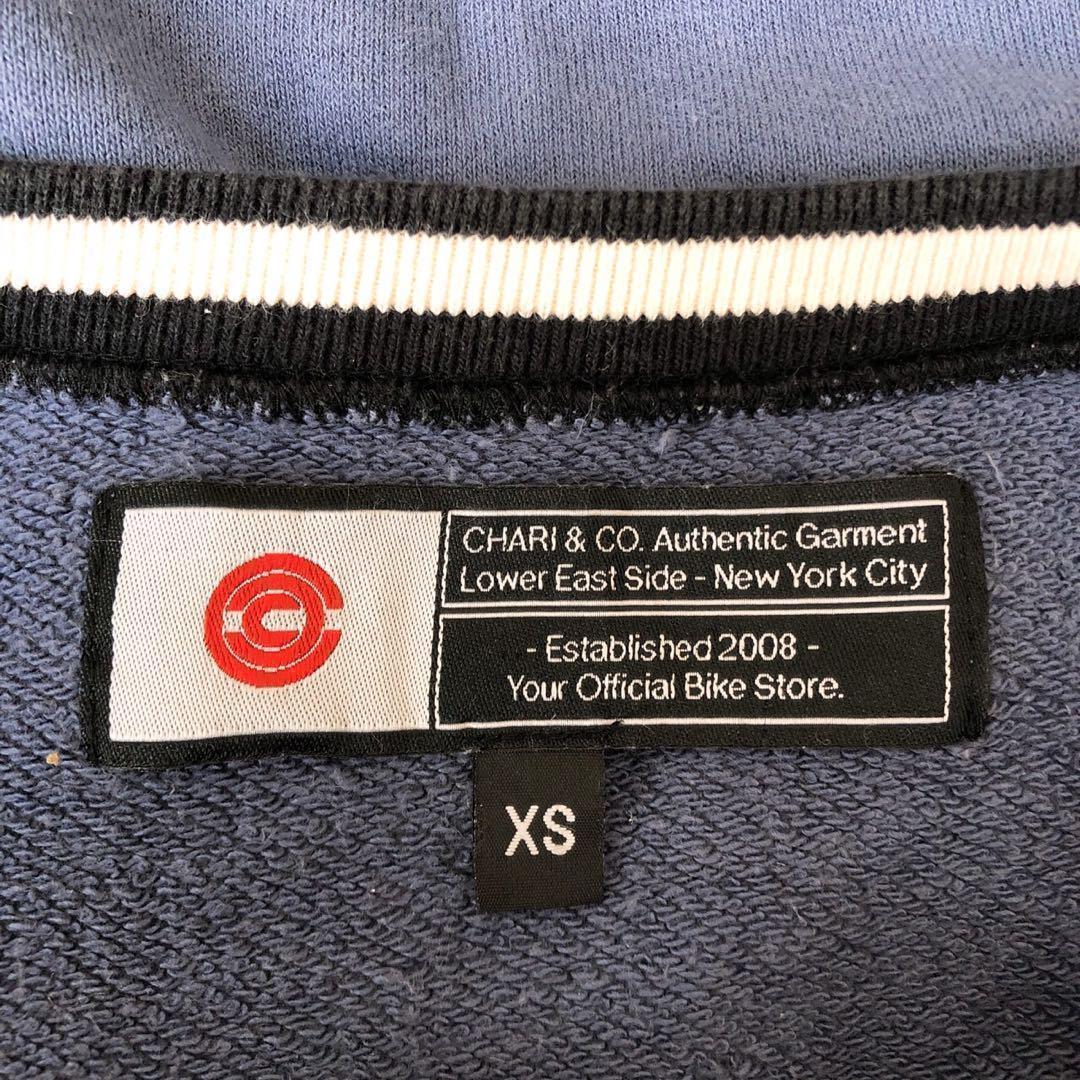 CHARI & CO. Authentic Garment
Lower East Side - New York City
- Established 2008 -
Your Official Bike Store.
XS